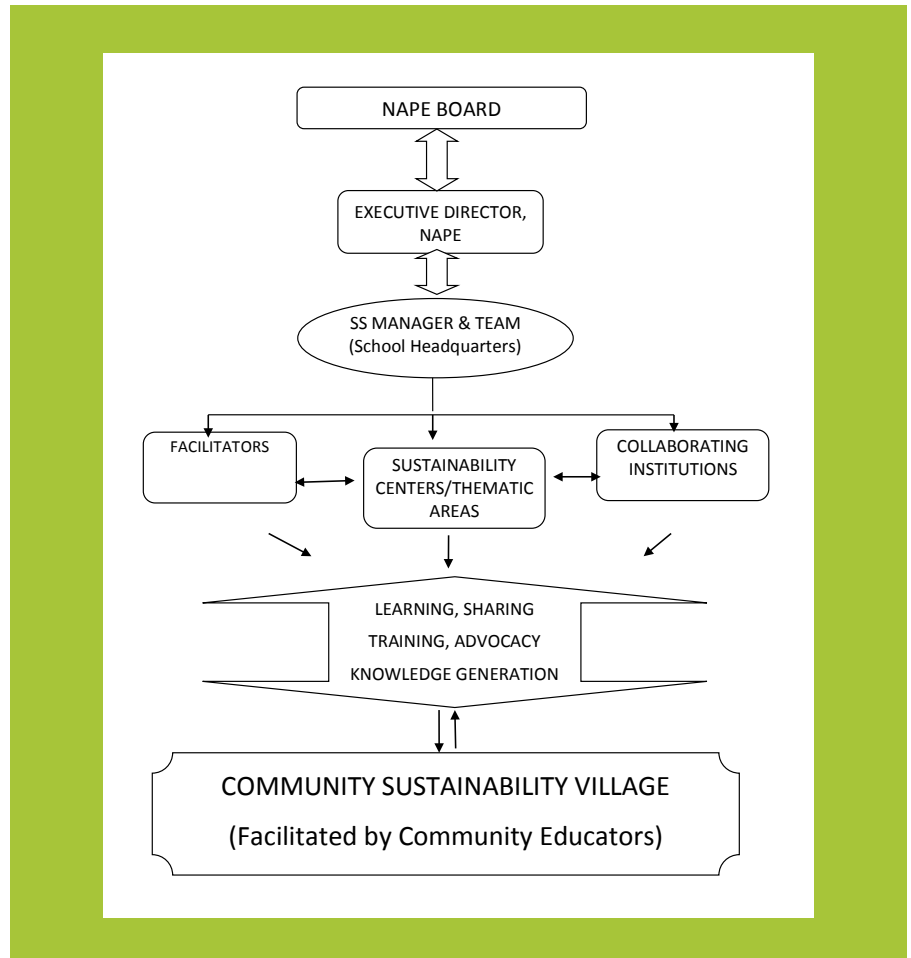 NAPE BOARD
EXECUTIVE DIRECTOR,
NAPE
SS MANAGER & TEAM
(School Headquarters)
FACILITATORS
SUSTAINABILITY
CENTERS/THEMATIC
AREAS
COLLABORATING
INSTITUTIONS
LEARNING, SHARING
TRAINING, ADVOCACY
KNOWLEDGE GENERATION
COMMUNITY SUSTAINABILITY VILLAGE
(Facilitated by Community Educators)